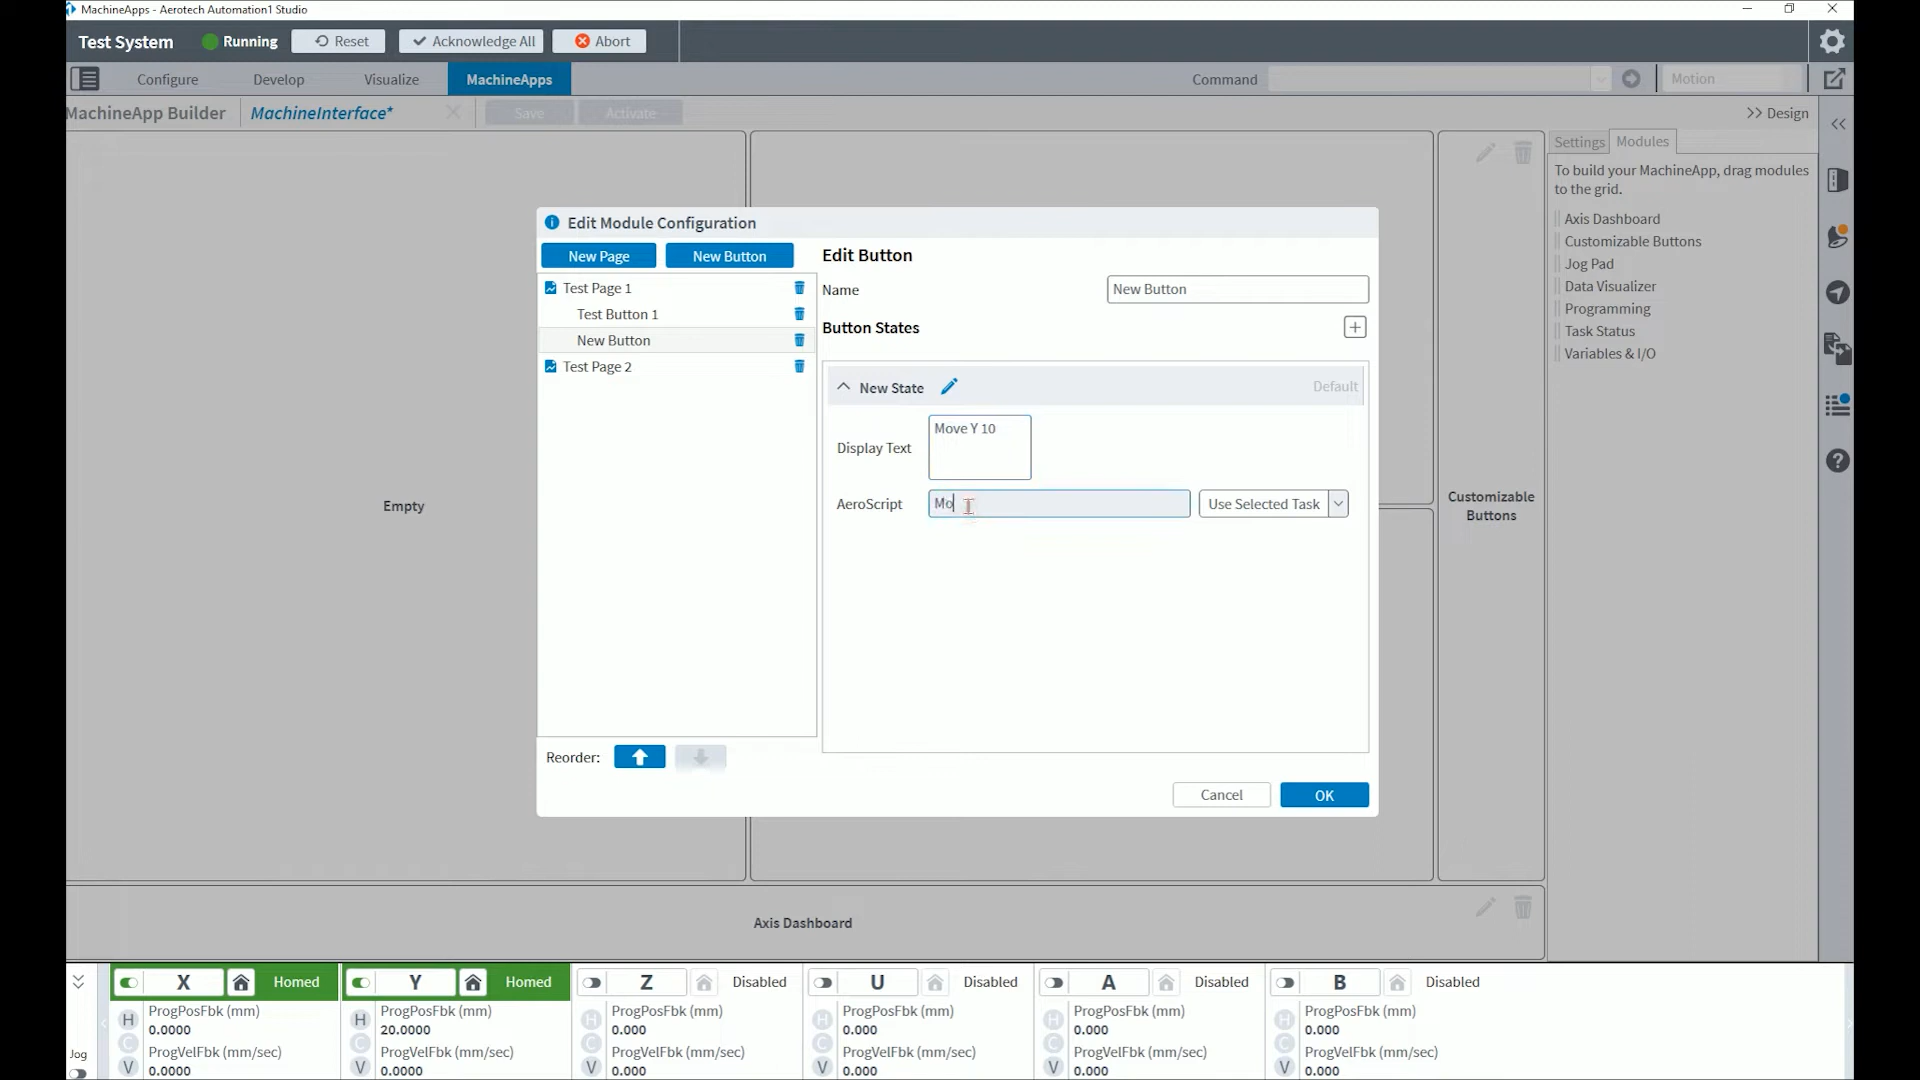 MachineApps - Aerotech Automation1 Studio
Test System
Running
Reset
Acknowledge All
Abort
Configure
Develop
Visualize
MachineApps
Command
Motion
MachineApp Builder
MachineInterface*
Save
Activate
>> Design
Settings
Modules
To build your MachineApp, drag modules
to the grid.
Axis Dashboard
Customizable Buttons
Jog Pad
Data Visualizer
Programming
Task Status
Variables & I/O
Empty
Customizable
Buttons
Axis Dashboard
Edit Module Configuration
New Page
New Button
Test Page 1
Test Button 1
New Button
Test Page 2
Reorder:
Edit Button
Name
New Button
Button States
New State
Default
Display Text
Move Y 10
AeroScript
Mo
Use Selected Task
Cancel
OK
Jog
X
Homed
H
C
V
ProgPosFbk (mm)
0.0000
ProgVelFbk (mm/sec)
0.0000
Y
Homed
H
C
V
ProgPosFbk (mm)
20.0000
ProgVelFbk (mm/sec)
0.0000
Z
Disabled
H
C
V
ProgPosFbk (mm)
0.000
ProgVelFbk (mm/sec)
0.000
U
Disabled
H
C
V
ProgPosFbk (mm)
0.000
ProgVelFbk (mm/sec)
0.000
A
Disabled
H
C
V
ProgPosFbk (mm)
0.000
ProgVelFbk (mm/sec)
0.000
B
Disabled
H
C
V
ProgPosFbk (mm)
0.000
ProgVelFbk (mm/sec)
0.000